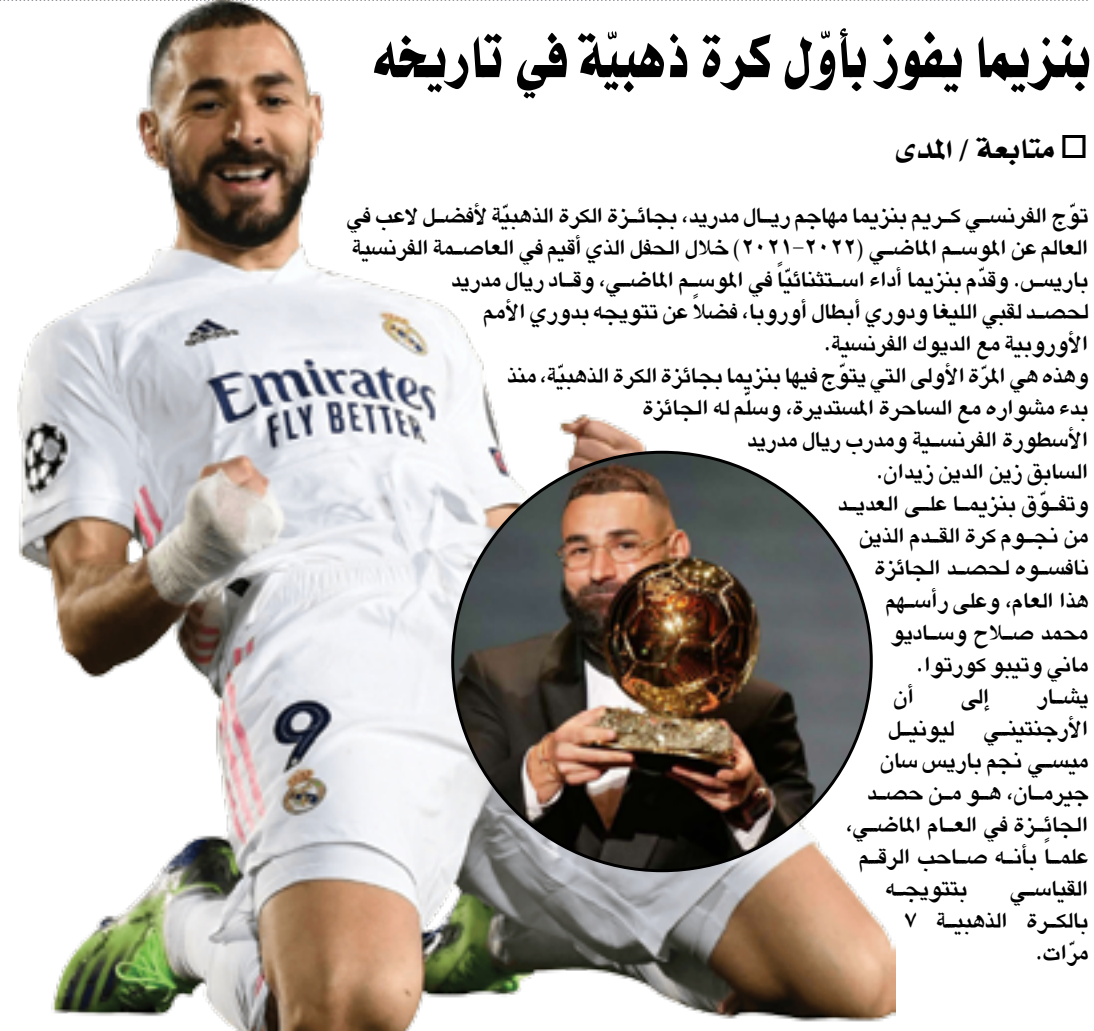 بنزيما يفوز بأوّل كرة ذهبيّة في تاريخه
□ متابعة / المدى
توّج الفرنسي كريم بنزيما مهاجم ريال مدريد، بجائزة الكرة الذهبيّة لأفضل لاعب في
العالم عن الموسم الماضي (٢٠٢٢-٢٠٢١) خلال الحفل الذي أقيم في العاصمة الفرنسية
باريس. وقدّم بنزيما أداء استثنائيّاً في الموسم الماضي، وقاد ريال مدريد
لحصد لقبي الليغا ودوري أبطال أوروبا، فضلاً عن تتويجه بدوري الأمم
الأوروبية مع الديوك الفرنسية.
وهذه هي المرّة الأولى التي يتوّج فيها بنزيما بجائزة الكرة الذهبيّة، منذ
بدء مشواره مع الساحرة المستديرة، وسلّم له الجائزة
الأسطورة الفرنسية ومدرب ريال مدريد
السابق زين الدين زيدان.
وتفوّق بنزيما على العديد
من نجوم كرة القدم الذين
نافسوه لحصد الجائزة
هذا العام، وعلى رأسهم
محمد صلاح وساديو
ماني وتيبو كورتوا.
يشار إلى أن
الأرجنتيني ليونيل
ميسي نجم باريس سان
جيرمان، هو من حصد
الجائزة في العام الماضي،
علماً بأنه صاحب الرقم
القياسي بتتويجه
بالكرة الذهبية ٧
مرّات.
adidas
Emirates
FLY BETTER
9